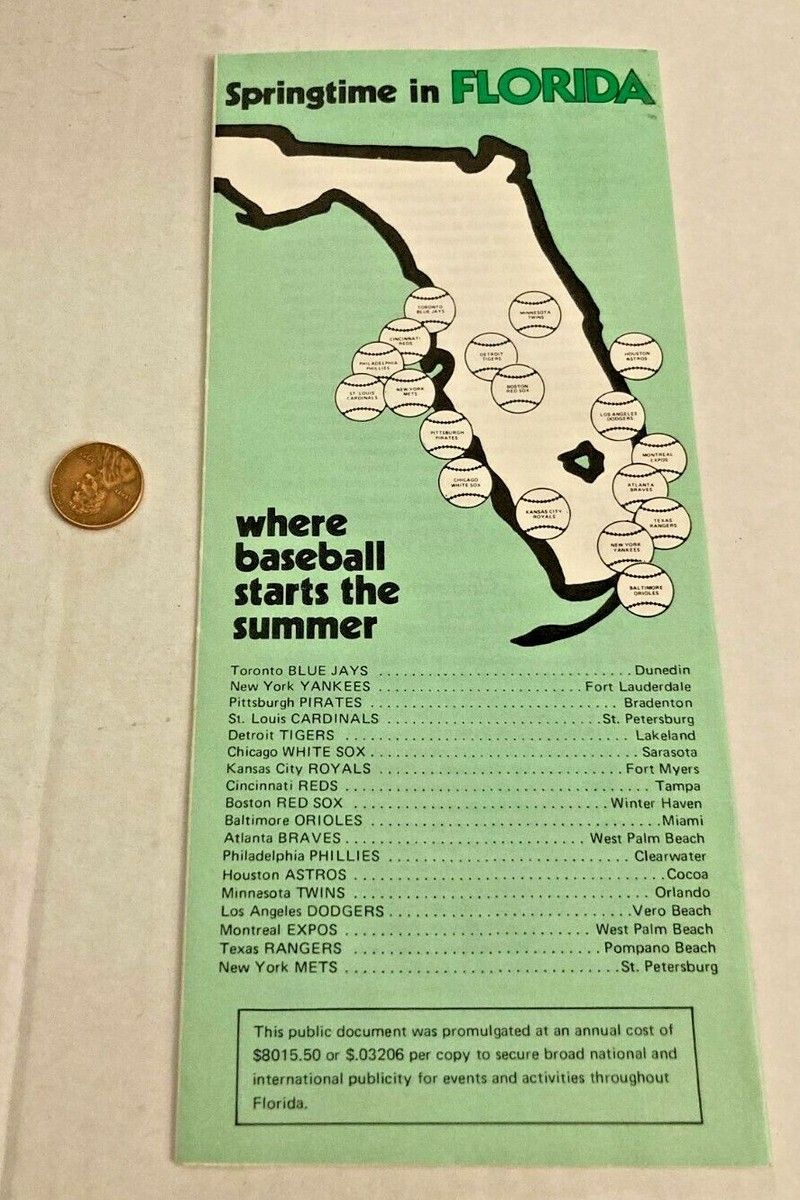 Springtime in FLORIDA
TORONTO
BLUE JAYS
MINNESOTA
TWINS
CINCINNATI
REDS
DETROIT
TIGERS
HOUSTON
ASTROS
PHILADELPHIA
PHILLIES
BOSTON
RED SOX
ST. LOUIS
CARDINALS
NEW YORK
METS
LOS ANGELES
DODGERS
PITTSBURGH
PIRATES
MONTREAL
EXPOS
CHICAGO
WHITE SOX
ATLANTA
BRAVES
KANSAS CITY
ROYALS
TEXAS
RANGERS
NEW YORK
YANKEES
BALTIMORE
ORIOLES
where
baseball
starts the
summer
Toronto BLUE JAYS ............................ Dunedin
New York YANKEES ....................... Fort Lauderdale
Pittsburgh PIRATES ............................ Bradenton
St. Louis CARDINALS ........................ St. Petersburg
Detroit TIGERS ................................ Lakeland
Chicago WHITE SOX .............................. Sarasota
Kansas City ROYALS ........................... Fort Myers
Cincinnati REDS .................................. Tampa
Boston RED SOX ............................ Winter Haven
Baltimore ORIOLES ................................ Miami
Atlanta BRAVES .......................... West Palm Beach
Philadelphia PHILLIES ........................... Clearwater
Houston ASTROS .................................. Cocoa
Minnesota TWINS ................................. Orlando
Los Angeles DODGERS ........................... Vero Beach
Montreal EXPOS ........................... West Palm Beach
Texas RANGERS ........................... Pompano Beach
New York METS .............................. St. Petersburg
This public document was promulgated at an annual cost of
$8015.50 or $.03206 per copy to secure broad national and
international publicity for events and activities throughout
Florida.